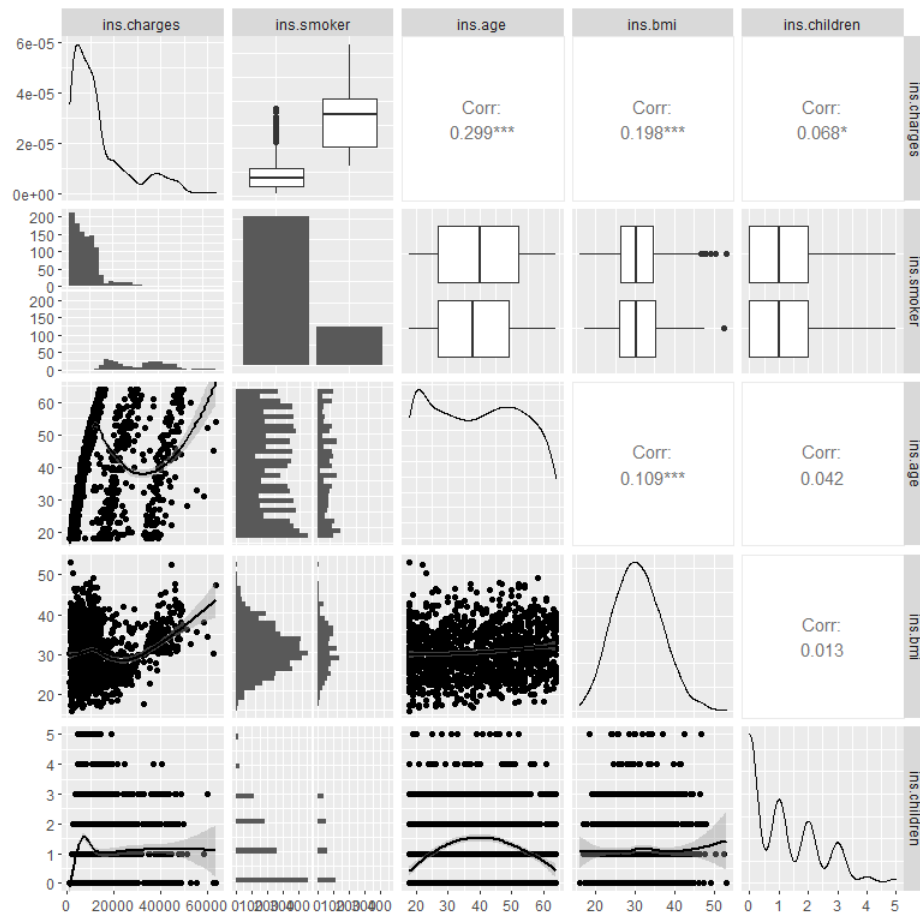 ins.charges ins.smoker ins.age ins.bmi ins.children
6e-05
4e-05
2e-05
0e+00
Corr:
0.299***
Corr:
0.198***
Corr:
0.068*
ins.charges
200
150
100
50
0
200
150
100
50
0
ins.smoker
60
50
40
30
20
Corr:
0.109***
Corr:
0.042
ins.age
50
40
30
20
Corr:
0.013
ins.bmi
5
4
3
2
1
0
ins.children
0 20000 40000 60000
20 30 40 50 60
20 30 40 50
0 1 2 3 4 5